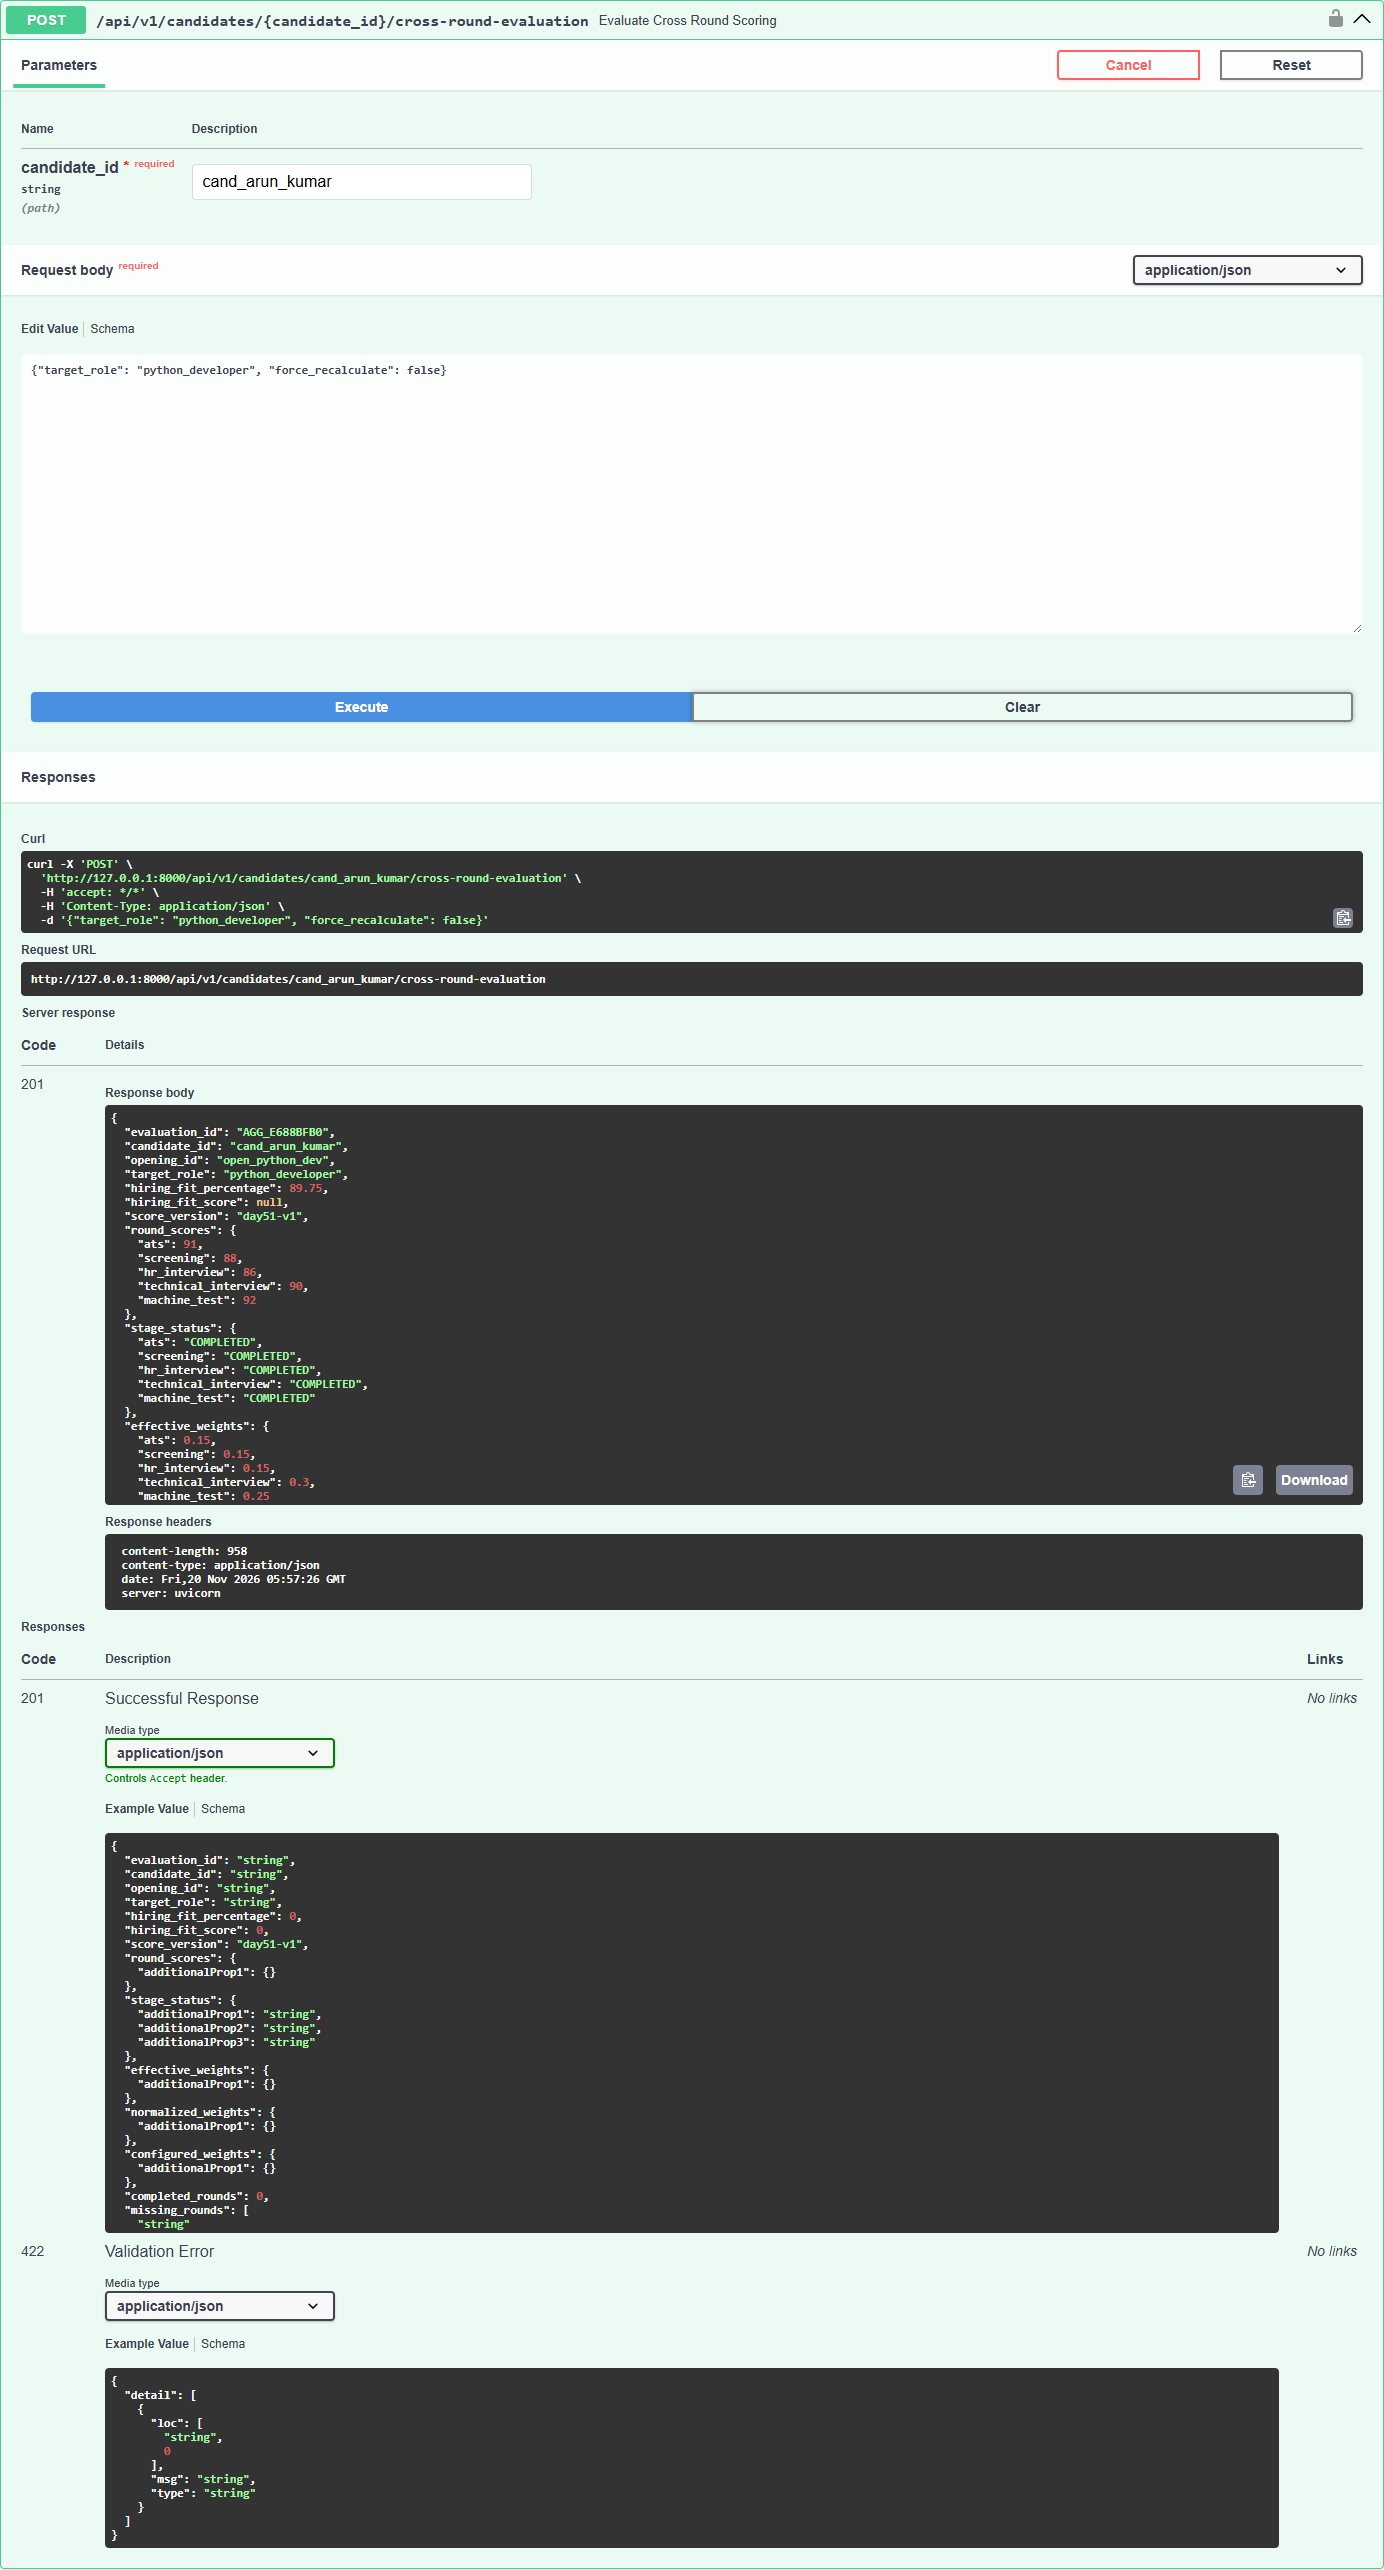 POST /api/v1/candidates/{candidate_id}/cross-round-evaluation Evaluate Cross Round Scoring
Parameters
Cancel
Reset
Name Description
candidate_id * required
string
(path)
cand_arun_kumar
Request body required
application/json
Edit Value Schema
{"target_role": "python_developer", "force_recalculate": false}
Execute
Clear
Responses
Curl
curl -X 'POST' \
'http://127.0.0.1:8000/api/v1/candidates/cand_arun_kumar/cross-round-evaluation' \
-H 'accept: */*' \
-H 'Content-Type: application/json' \
-d '{"target_role": "python_developer", "force_recalculate": false}'
Request URL
http://127.0.0.1:8000/api/v1/candidates/cand_arun_kumar/cross-round-evaluation
Server response
Code Details
201
Response body
{
"evaluation_id": "AGG_E688BFB0",
"candidate_id": "cand_arun_kumar",
"opening_id": "open_python_dev",
"target_role": "python_developer",
"hiring_fit_percentage": 89.75,
"hiring_fit_score": null,
"score_version": "day51-v1",
"round_scores": {
"ats": 91,
"screening": 88,
"hr_interview": 86,
"technical_interview": 90,
"machine_test": 92
},
"stage_status": {
"ats": "COMPLETED",
"screening": "COMPLETED",
"hr_interview": "COMPLETED",
"technical_interview": "COMPLETED",
"machine_test": "COMPLETED"
},
"effective_weights": {
"ats": 0.15,
"screening": 0.15,
"hr_interview": 0.15,
"technical_interview": 0.3,
"machine_test": 0.25
Download
Response headers
content-length: 958
content-type: application/json
date: Fri,20 Nov 2026 05:57:26 GMT
server: uvicorn
Responses
Code Description Links
201 Successful Response No links
Media type
application/json
Controls Accept header.
Example Value Schema
{
"evaluation_id": "string",
"candidate_id": "string",
"opening_id": "string",
"target_role": "string",
"hiring_fit_percentage": 0,
"hiring_fit_score": 0,
"score_version": "day51-v1",
"round_scores": {
"additionalProp1": {}
},
"stage_status": {
"additionalProp1": "string",
"additionalProp2": "string",
"additionalProp3": "string"
},
"effective_weights": {
"additionalProp1": {}
},
"normalized_weights": {
"additionalProp1": {}
},
"configured_weights": {
"additionalProp1": {}
},
"completed_rounds": 0,
"missing_rounds": [
"string"
422 Validation Error No links
Media type
application/json
Example Value Schema
{
"detail": [
{
"loc": [
"string",
0
],
"msg": "string",
"type": "string"
}
]
}